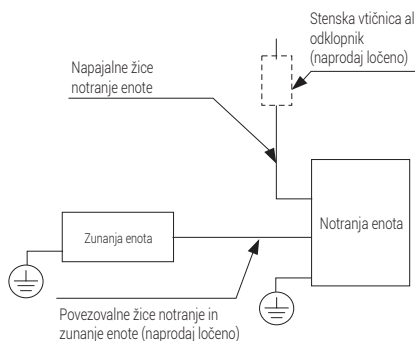 Stenska vtičnica al
odklopnik
(naprodaj ločeno)
Napajalne žice
notranje enote
Zunanja enota
Notranja enota
Povezovalne žice notranje in
zunanje enote (naprodaj ločeno)